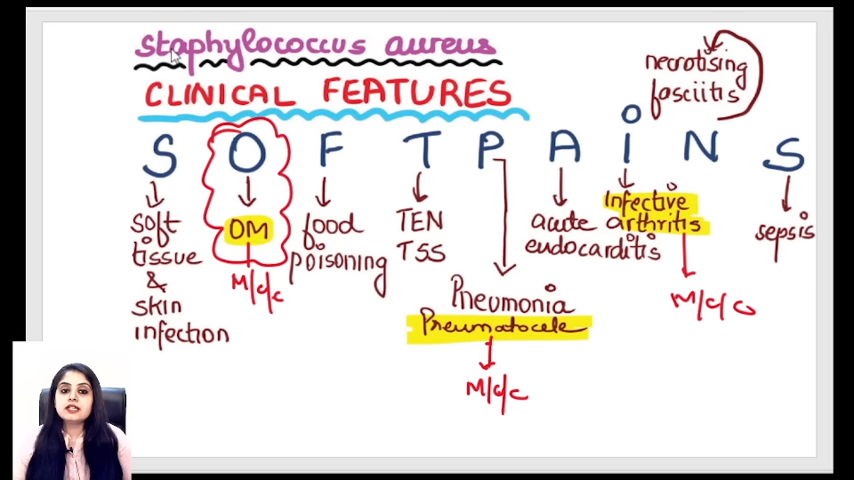 staphylococcus aureus
CLINICAL FEATURES
necrotising
fasciitis
S O F T P A i N S
soft
tissue
&
skin
infection
OM
M/C/C
food
poisoning
TEN
TSS
Pneumonia
Pneumatocele
M/C/C
acute
endocarditis
Infective
arthritis
M/C/C
sepsis